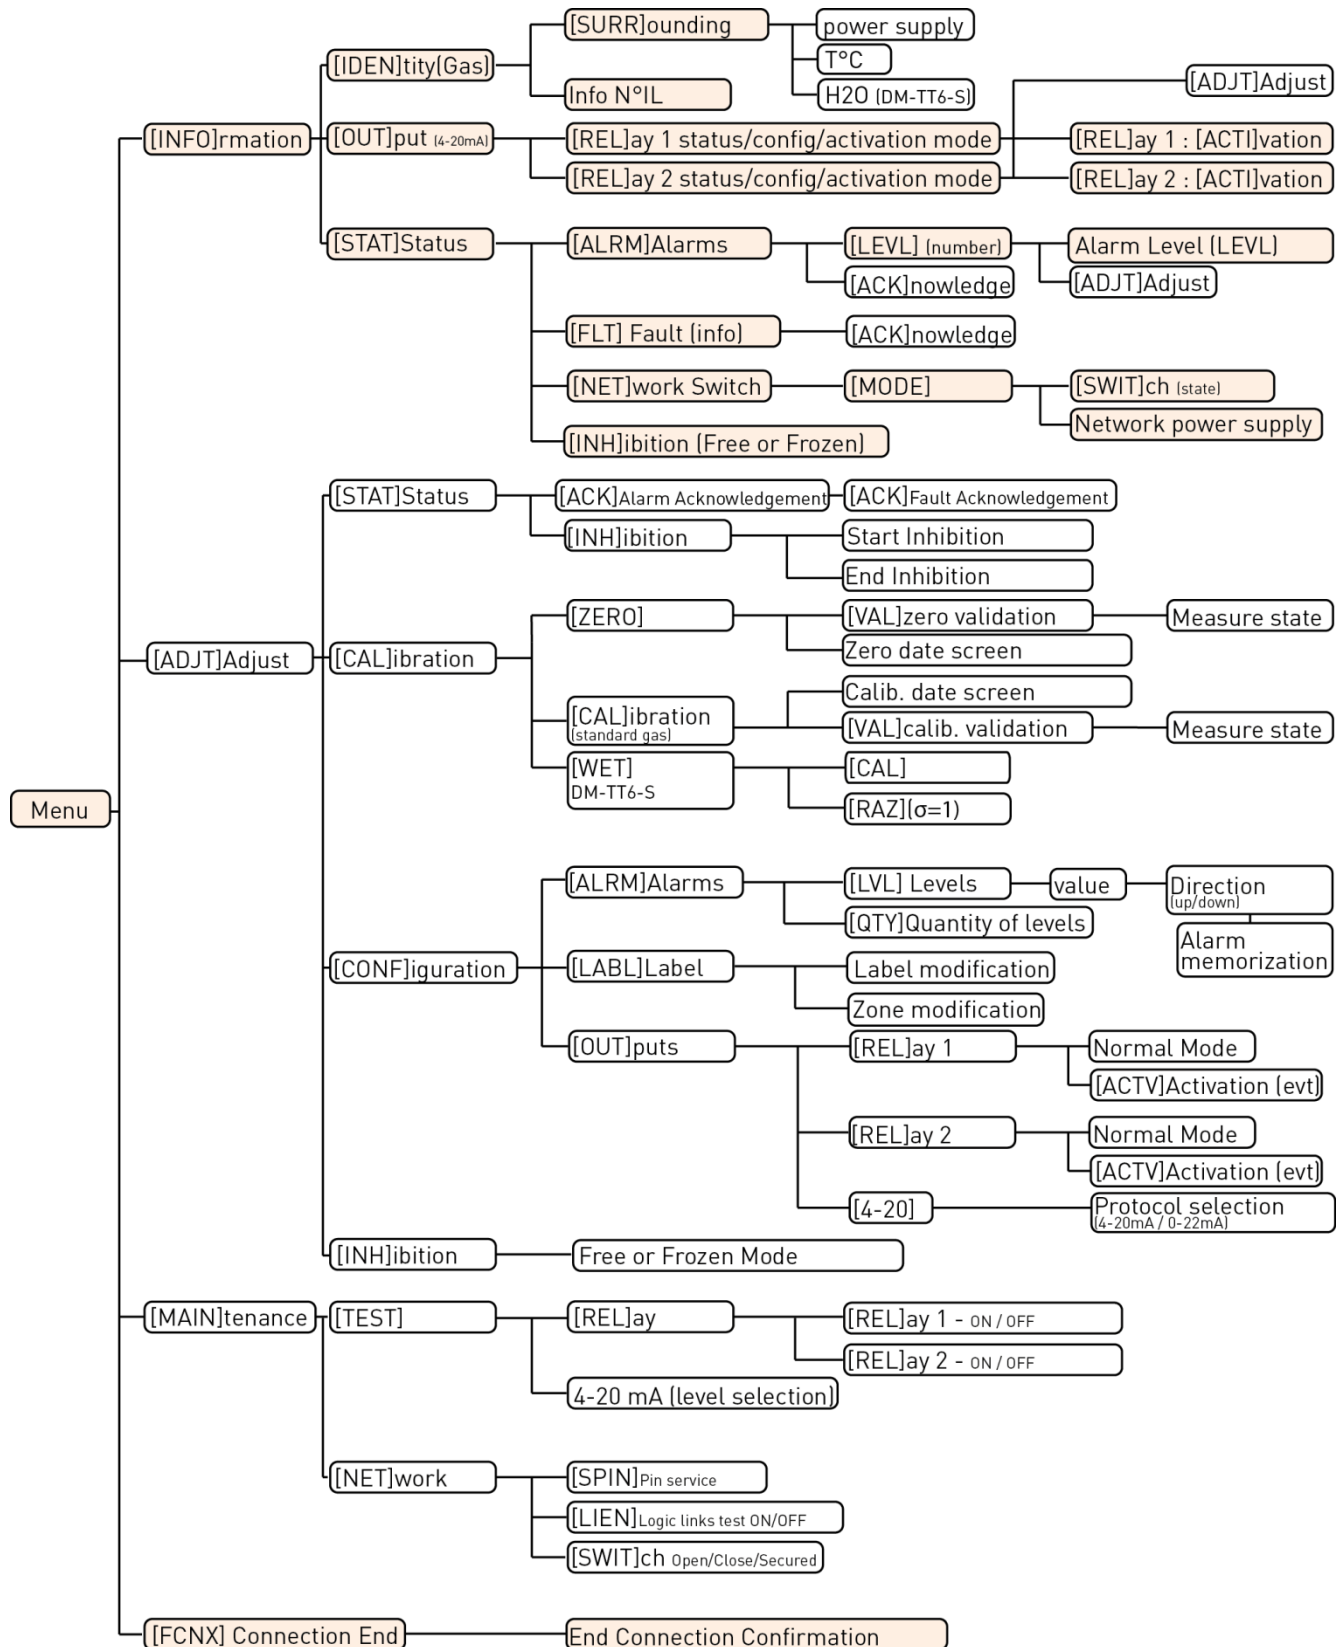 [SURR]ounding
power supply
[IDEN]tity(Gas)
T°C
[ADJT]Adjust
Info N°IL
H2O (DM-TT6-S)
[INFO]rmation
[OUT]put (4-20mA)
[REL]ay 1 status/config/activation mode
[REL]ay 1 : [ACTI]vation
[REL]ay 2 status/config/activation mode
[REL]ay 2 : [ACTI]vation
[STAT]Status
[ALRM]Alarms
[LEVL] (number)
Alarm Level (LEVL)
[ACK]nowledge
[ADJT]Adjust
[FLT] Fault (info)
[ACK]nowledge
[NET]work Switch
[MODE]
[SWIT]ch (state)
Network power supply
[INH]ibition (Free or Frozen)
[STAT]Status
[ACK]Alarm Acknowledgement
[ACK]Fault Acknowledgement
[INH]ibition
Start Inhibition
End Inhibition
[ZERO]
[VAL]zero validation
Measure state
[ADJT]Adjust
[CAL]ibration
Zero date screen
Calib. date screen
[CAL]ibration
(standard gas)
[VAL]calib. validation
Measure state
[WET]
DM-TT6-S
[CAL]
[RAZ](σ=1)
Menu
[ALRM]Alarms
[LVL] Levels
value
Direction
(up/down)
[QTY]Quantity of levels
Alarm
memorization
[CONF]iguration
[LABL]Label
Label modification
Zone modification
[OUT]puts
[REL]ay 1
Normal Mode
[ACTV]Activation (evt)
[REL]ay 2
Normal Mode
[ACTV]Activation (evt)
[4-20]
Protocol selection
(4-20mA / 0-22mA)
[INH]ibition
Free or Frozen Mode
[MAIN]tenance
[TEST]
[REL]ay
[REL]ay 1 - ON / OFF
[REL]ay 2 - ON / OFF
4-20 mA (level selection)
[NET]work
[SPIN]Pin service
[LIEN]Logic links test ON/OFF
[SWIT]ch Open/Close/Secured
[FCNX] Connection End
End Connection Confirmation